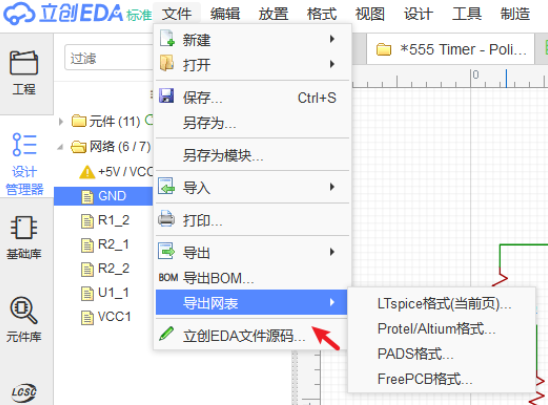 立创EDA 标准 文件 编辑 放置 格式 视图 设计 工具 制造
工程
设计
管理器
基础库
元件库
LCSC
过滤
元件 (11)
网络 (6 / 7)
+5V / VCC
GND
R1_2
R2_1
R2_2
U1_1
VCC1
新建
打开
保存... Ctrl+S
另存为...
另存为模块...
导入
打印...
导出
BOM 导出BOM...
导出网表
立创EDA文件源码...
LTspice格式(当前页)...
Protel/Altium格式...
PADS格式...
FreePCB格式...
*555 Timer - Poli...
0